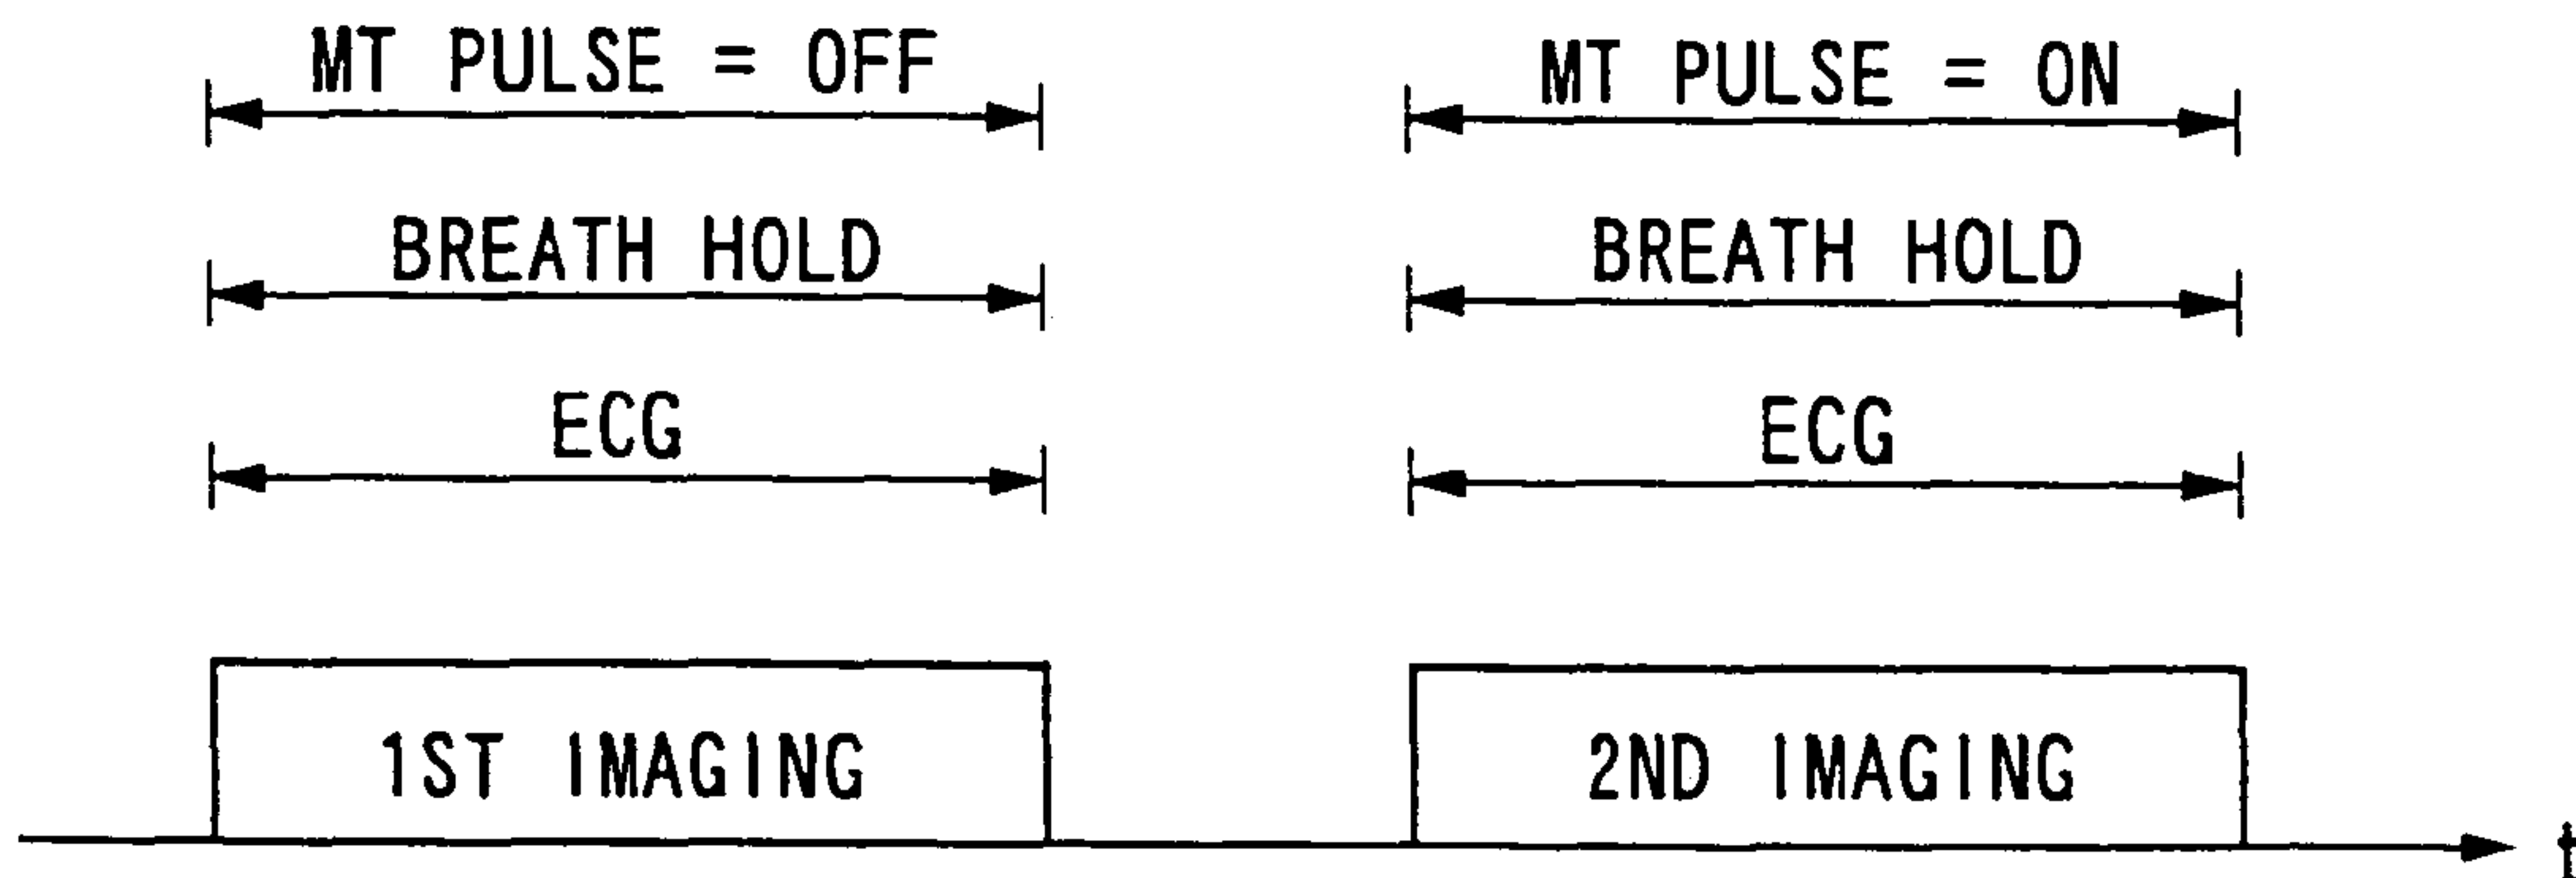 MT PULSE = OFF
MT PULSE = ON
BREATH HOLD
BREATH HOLD
ECG
ECG
1ST IMAGING
2ND IMAGING
t